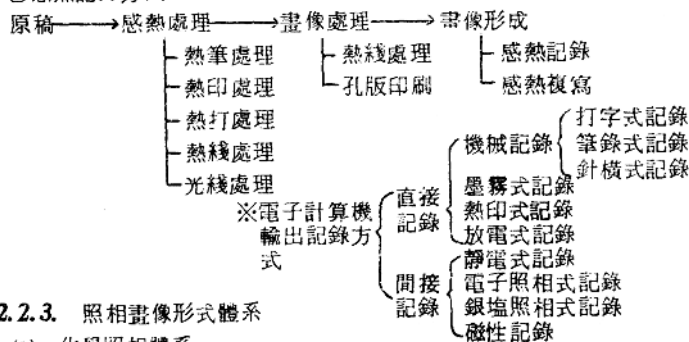 原稿→感熱處理→畫像處理→畫像形成
熱筆處理 熱綫處理 感熱記錄
熱印處理 孔版印刷 感熱複寫
熱打處理
熱綫處理
光綫處理
※電子計算機輸出記錄方式
直接記錄
機械記錄
打字式記錄
筆錄式記錄
針橫式記錄
墨霧式記錄
熱印式記錄
放電式記錄
間接記錄
靜電式記錄
電子照相式記錄
銀塩照相式記錄
磁性記錄
2.2.3. 照相畫像形式體系